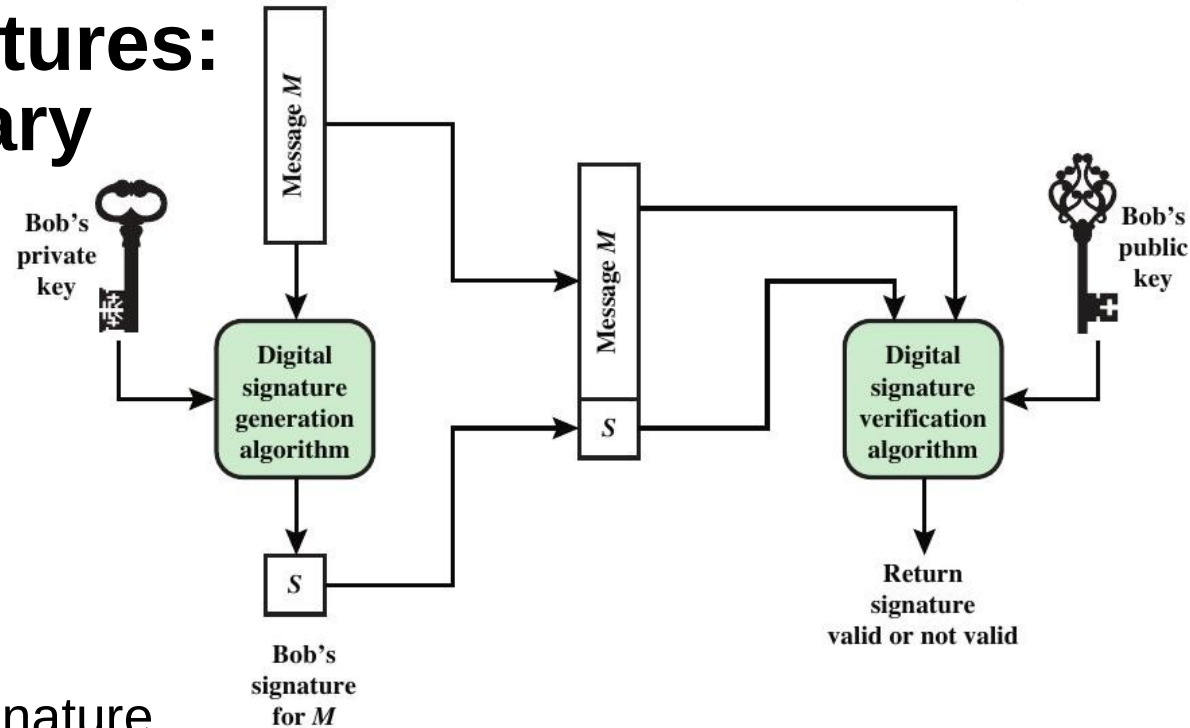 tures:
ary
Message M
Bob's
private
key
Digital
signature
generation
algorithm
S
Bob's
signature
for M
Message M
S
Bob's
public
key
Digital
signature
verification
algorithm
Return
signature
valid or not valid
nature